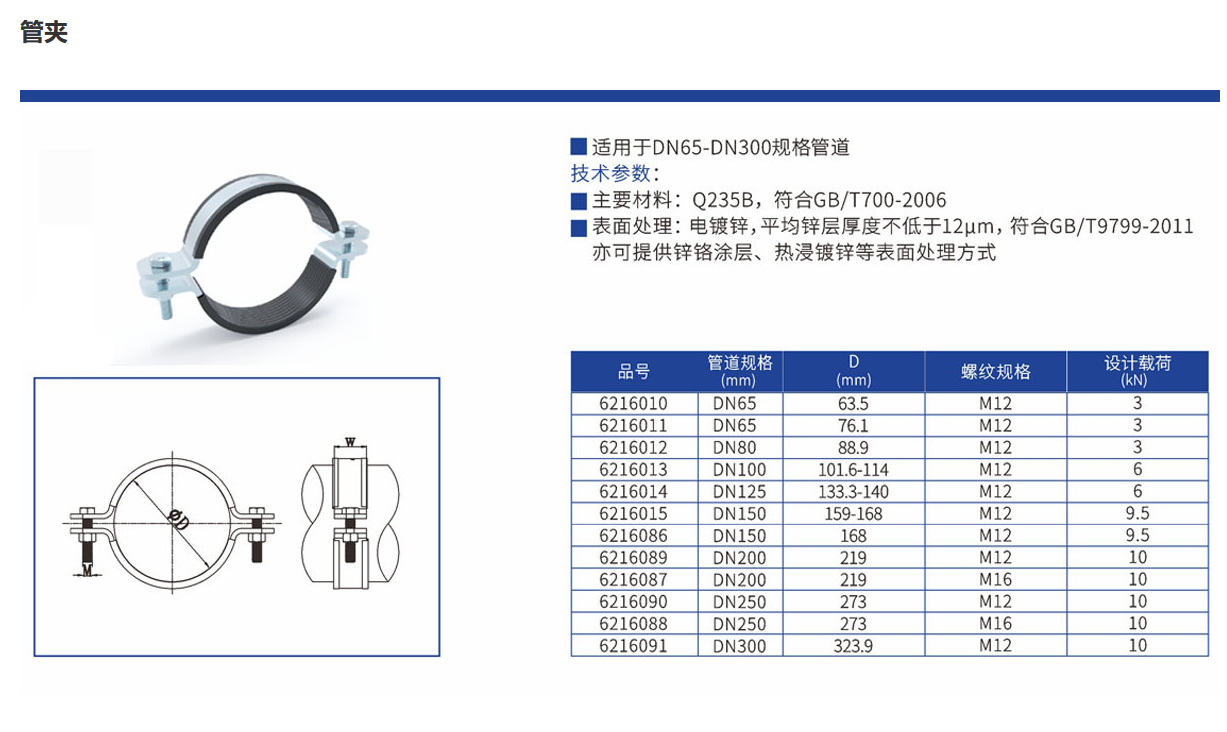 管夹
■适用于DN65-DN300规格管道
技术参数：
■主要材料：Q235B，符合GB/T700-2006
■表面处理：电镀锌，平均锌层厚度不低于12μm，符合GB/T9799-2011
亦可提供锌铬涂层、热浸镀锌等表面处理方式
品号 管道规格(mm) D(mm) 螺纹规格 设计载荷(kN)
6216010 DN65 63.5 M12 3
6216011 DN65 76.1 M12 3
6216012 DN80 88.9 M12 3
6216013 DN100 101.6-114 M12 6
6216014 DN125 133.3-140 M12 6
6216015 DN150 159-168 M12 9.5
6216086 DN150 168 M12 9.5
6216089 DN200 219 M12 10
6216087 DN200 219 M16 10
6216090 DN250 273 M12 10
6216088 DN250 273 M16 10
6216091 DN300 323.9 M12 10
W
ØD
M